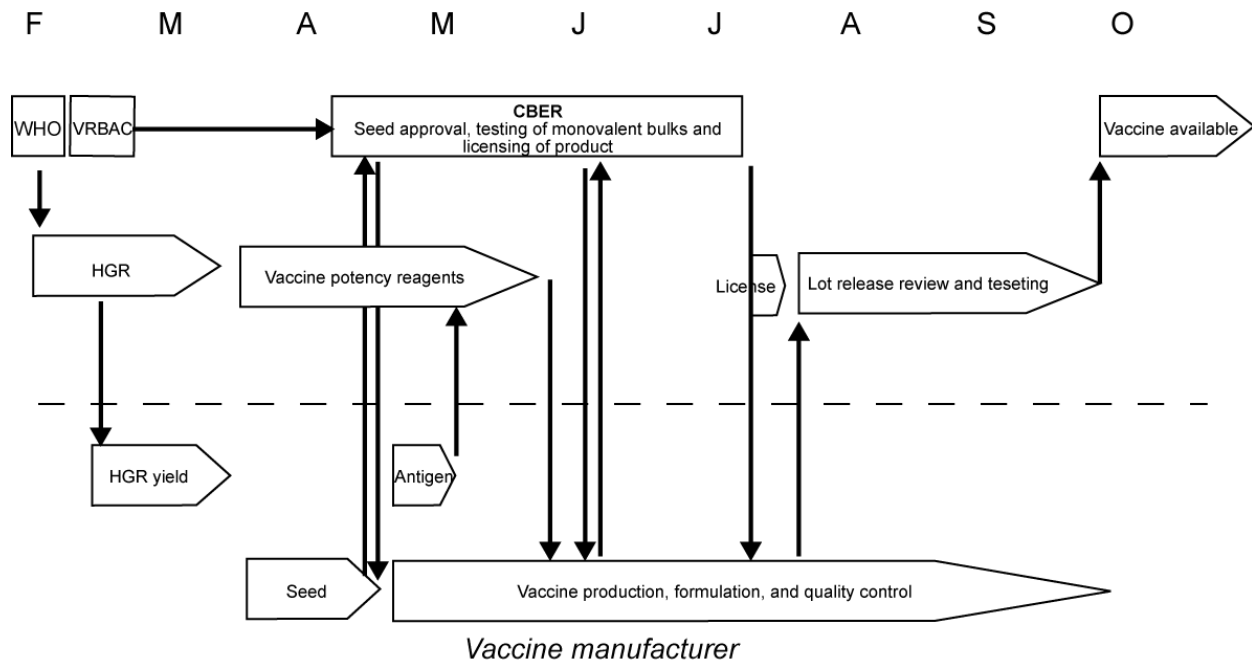 F M A M J J A S O
WHO
VRBAC
CBER
Seed approval, testing of monovalent bulks and
licensing of product
Vaccine available
HGR
Vaccine potency reagents
License
Lot release review and teseting
HGR yield
Antigen
Seed
Vaccine production, formulation, and quality control
Vaccine manufacturer